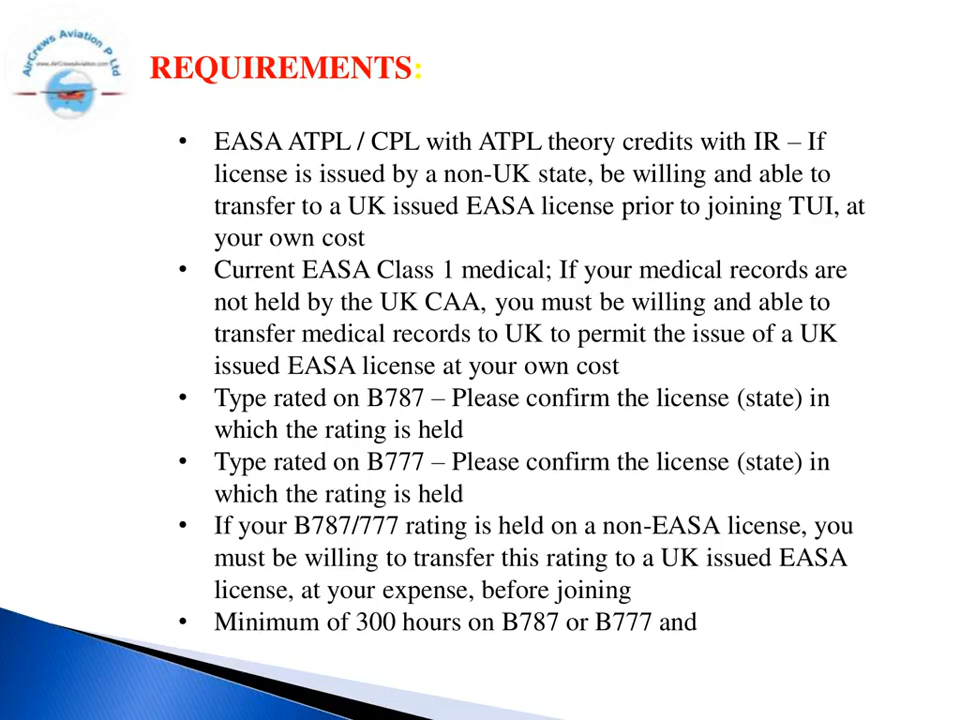 AirCrews Aviation P Ltd
www.AirCrewsAviation.com
REQUIREMENTS:
• EASA ATPL / CPL with ATPL theory credits with IR – If
license is issued by a non-UK state, be willing and able to
transfer to a UK issued EASA license prior to joining TUI, at
your own cost
• Current EASA Class 1 medical; If your medical records are
not held by the UK CAA, you must be willing and able to
transfer medical records to UK to permit the issue of a UK
issued EASA license at your own cost
• Type rated on B787 – Please confirm the license (state) in
which the rating is held
• Type rated on B777 – Please confirm the license (state) in
which the rating is held
• If your B787/777 rating is held on a non-EASA license, you
must be willing to transfer this rating to a UK issued EASA
license, at your expense, before joining
• Minimum of 300 hours on B787 or B777 and